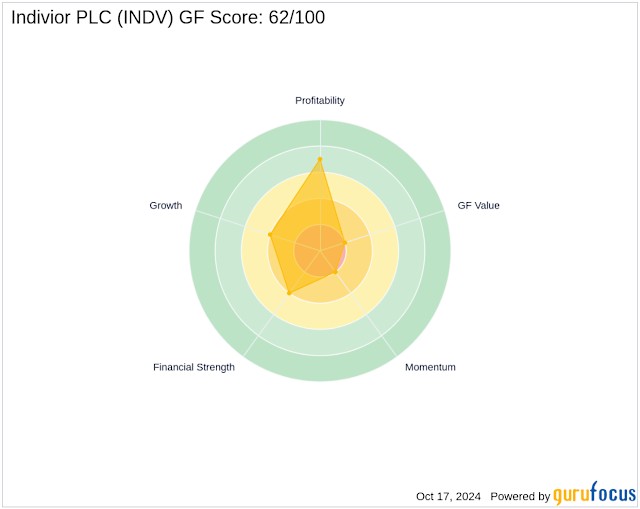 Indivior PLC (INDV) GF Score: 62/100
Profitability
Growth
GF Value
Financial Strength
Momentum
Oct 17, 2024 Powered by gurufocus